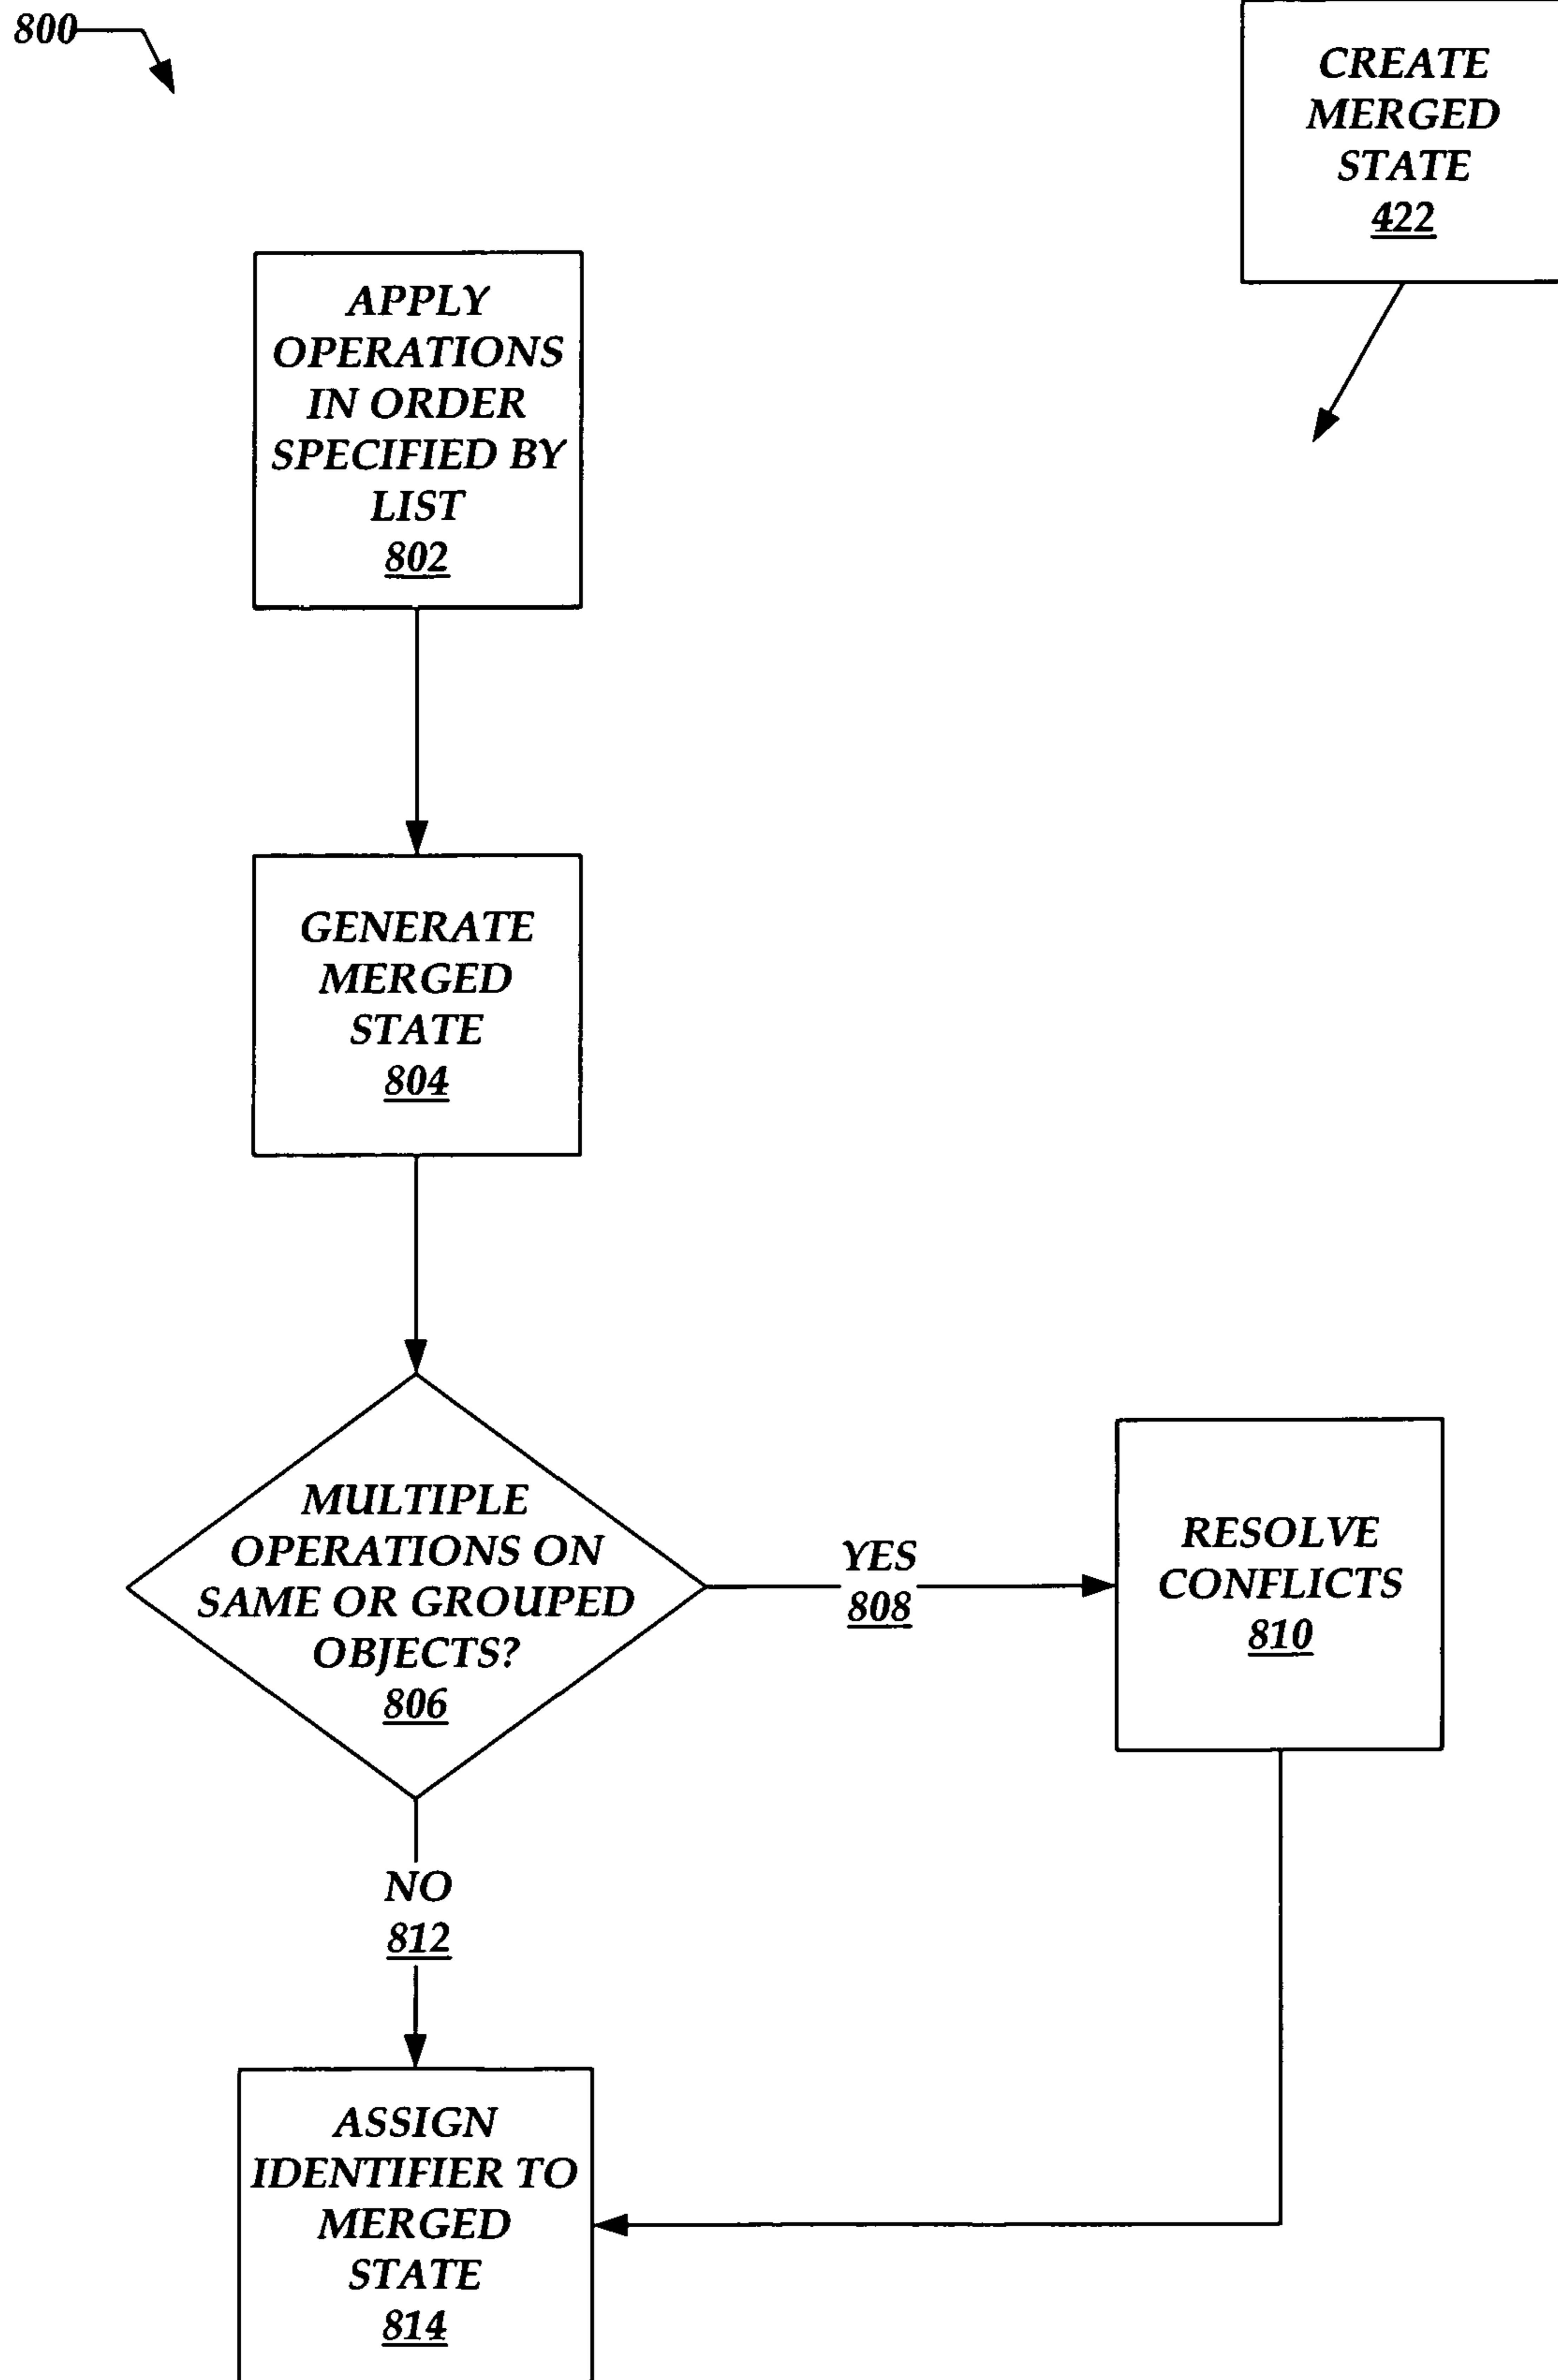 800
CREATE
MERGED
STATE
422
APPLY
OPERATIONS
IN ORDER
SPECIFIED BY
LIST
802
GENERATE
MERGED
STATE
804
MULTIPLE
OPERATIONS ON
SAME OR GROUPED
OBJECTS?
806
YES
808
RESOLVE
CONFLICTS
810
NO
812
ASSIGN
IDENTIFIER TO
MERGED
STATE
814